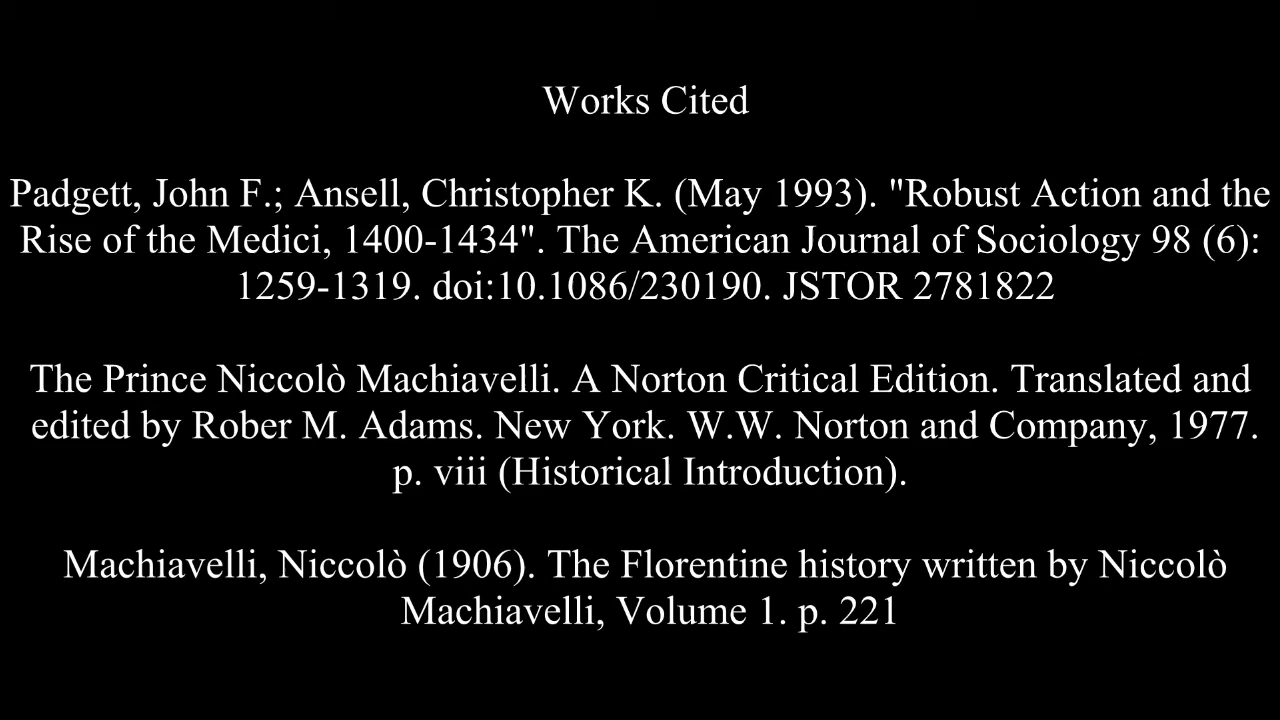 Works Cited
Padgett, John F.; Ansell, Christopher K. (May 1993). "Robust Action and the
Rise of the Medici, 1400-1434". The American Journal of Sociology 98 (6):
1259-1319. doi:10.1086/230190. JSTOR 2781822
The Prince Niccolò Machiavelli. A Norton Critical Edition. Translated and
edited by Rober M. Adams. New York. W.W. Norton and Company, 1977.
p. viii (Historical Introduction).
Machiavelli, Niccolò (1906). The Florentine history written by Niccolò
Machiavelli, Volume 1. p. 221